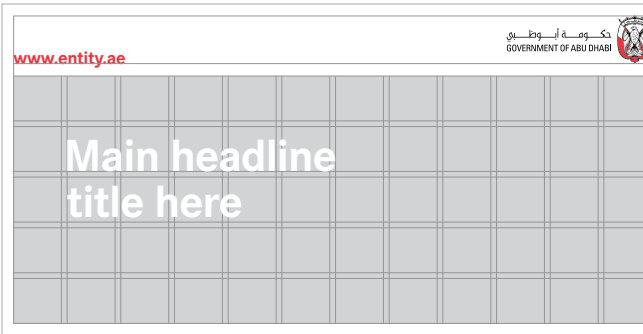 حكومة أبوظبي
GOVERNMENT OF ABU DHABI
www.entity.ae
Main headline
title here